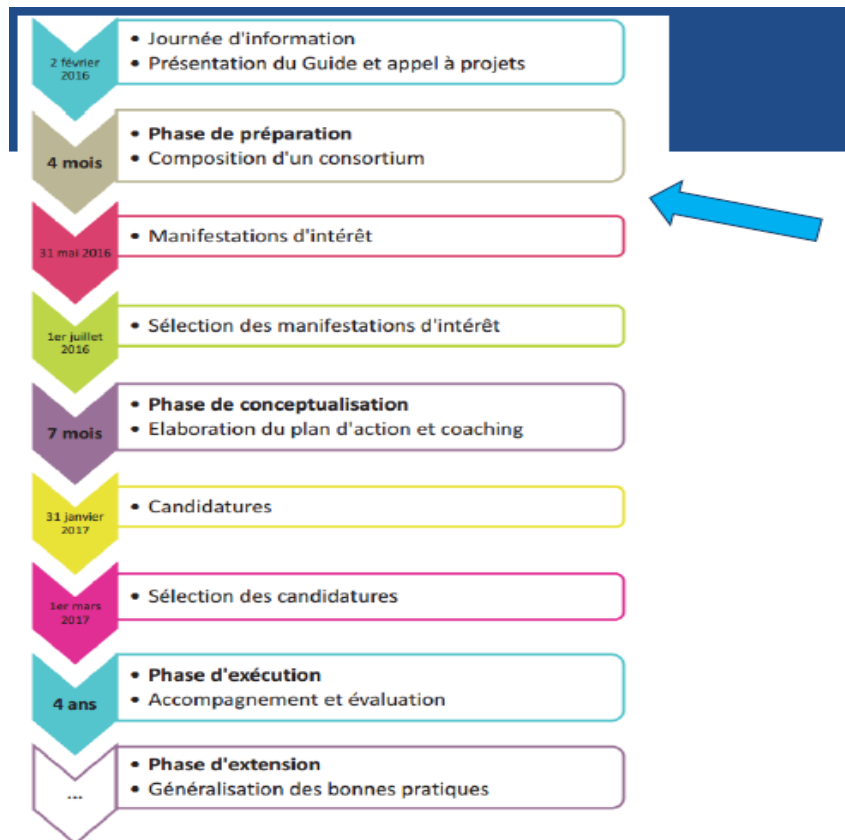 2 février
2016
• Journée d'information
• Présentation du Guide et appel à projets
4 mois
• Phase de préparation
• Composition d'un consortium
31 mai 2016
• Manifestations d'intérêt
1er juillet
2016
• Sélection des manifestations d'intérêt
7 mois
• Phase de conceptualisation
• Elaboration du plan d'action et coaching
31 janvier
2017
• Candidatures
1er mars
2017
• Sélection des candidatures
4 ans
• Phase d'exécution
• Accompagnement et évaluation
...
• Phase d'extension
• Généralisation des bonnes pratiques